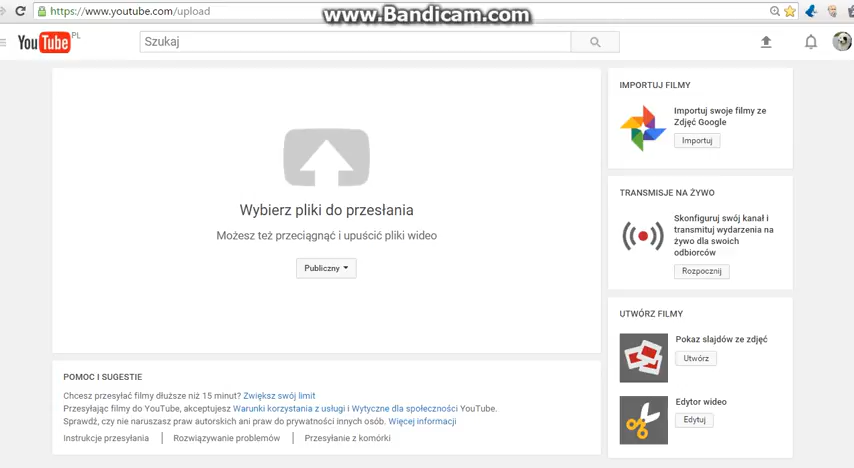 https://www.youtube.com/upload
www.Bandicam.com
YouTube PL
Szukaj
Wybierz pliki do przesłania
Możesz też przeciągnąć i upuścić pliki wideo
Publiczny
IMPORTUJ FILMY
Importuj swoje filmy ze
Zdjęć Google
Importuj
TRANSMISJE NA ŻYWO
Skonfiguruj swój kanał i
transmituj wydarzenia na
żywo dla swoich
odbiorców
Rozpocznij
UTWÓRZ FILMY
Pokaz slajdów ze zdjęć
Utwórz
Edytor wideo
Edytuj
POMOC I SUGESTIE
Chcesz przesyłać filmy dłuższe niż 15 minut? Zwiększ swój limit
Przesyłając filmy do YouTube, akceptujesz Warunki korzystania z usługi i Wytyczne dla społeczności YouTube.
Sprawdź, czy nie naruszasz praw autorskich ani praw do prywatności innych osób. Więcej informacji
Instrukcje przesyłania
Rozwiązywanie problemów
Przesyłanie z komórki